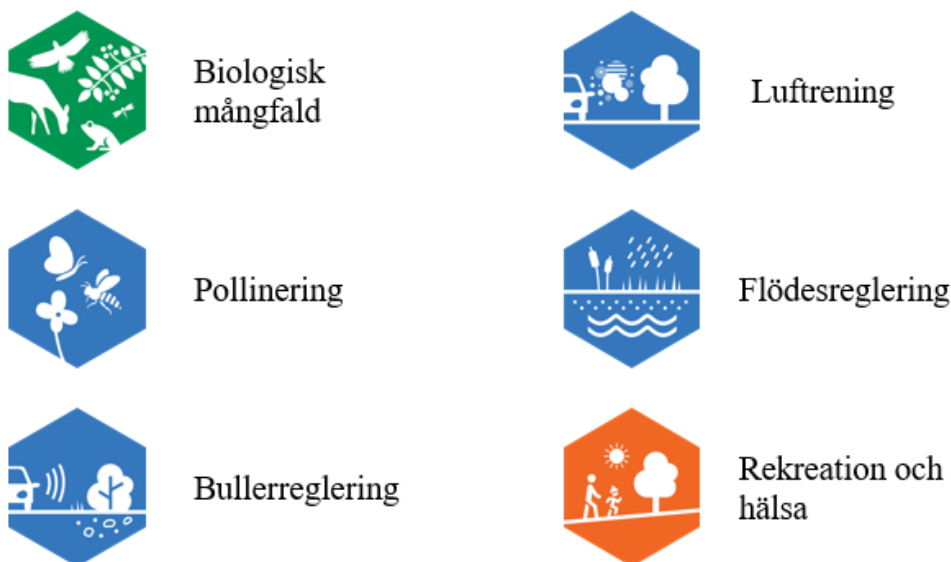 Biologisk
mångfald
Luftrening
Pollinering
Flödesreglering
Bullerreglering
Rekreation och
hälsa